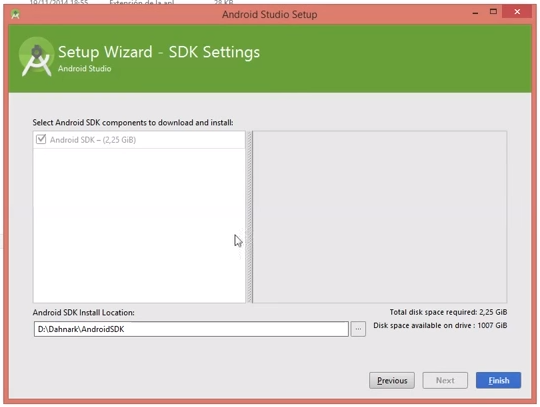 19/11/2014 18:55 Extensión de la apl... 28 KB
Android Studio Setup
Setup Wizard - SDK Settings
Android Studio
Select Android SDK components to download and install:
Android SDK – (2,25 GiB)
Android SDK Install Location:
Total disk space required: 2,25 GiB
D:\Dahnark\AndroidSDK
...
Disk space available on drive : 1007 GiB
Previous
Next
Finish